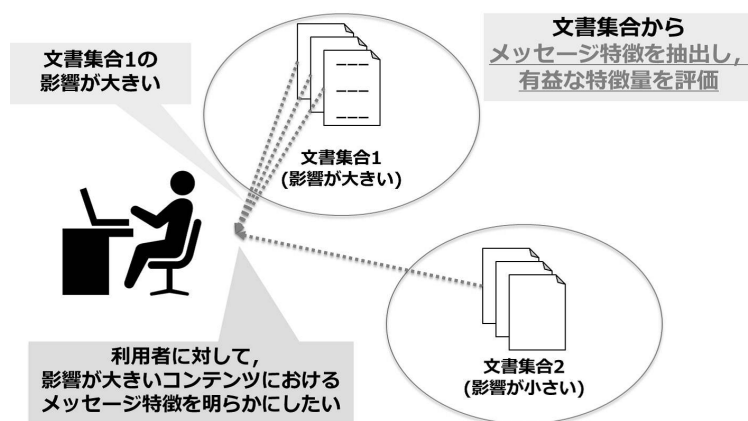 文書集合から
メッセージ特徴を抽出し,
有益な特徴量を評価
文書集合1の
影響が大きい
文書集合1
(影響が大きい)
文書集合2
(影響が小さい)
利用者に対して,
影響が大きいコンテンツにおける
メッセージ特徴を明らかにしたい